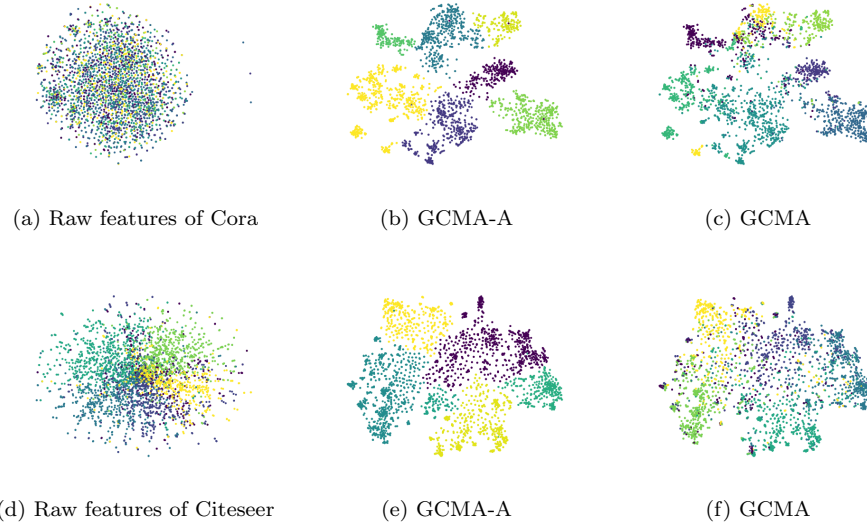 (a) Raw features of Cora
(b) GCMA-A
(c) GCMA
(d) Raw features of Citeseer
(e) GCMA-A
(f) GCMA